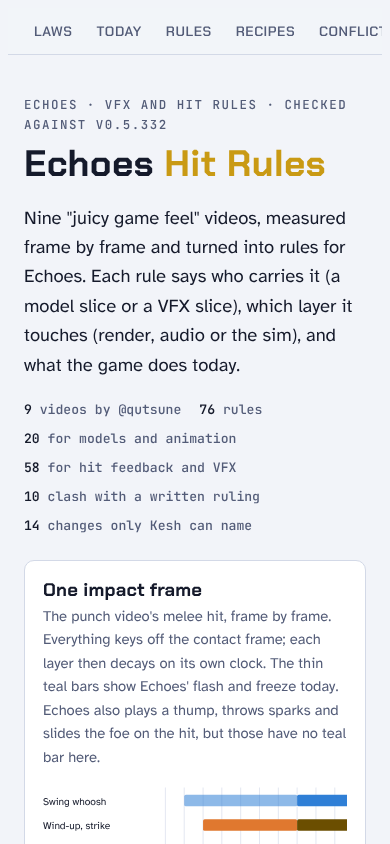 LAWS TODAY RULES RECIPES CONFLICT
ECHOES · VFX AND HIT RULES · CHECKED
AGAINST V0.5.332
Echoes Hit Rules
Nine "juicy game feel" videos, measured
frame by frame and turned into rules for
Echoes. Each rule says who carries it (a
model slice or a VFX slice), which layer it
touches (render, audio or the sim), and
what the game does today.
9 videos by @qutsune 76 rules
20 for models and animation
58 for hit feedback and VFX
10 clash with a written ruling
14 changes only Kesh can name
One impact frame
The punch video's melee hit, frame by frame.
Everything keys off the contact frame; each
layer then decays on its own clock. The thin
teal bars show Echoes' flash and freeze today.
Echoes also plays a thump, throws sparks and
slides the foe on the hit, but those have no teal
bar here.
Swing whoosh
Wind-up, strike